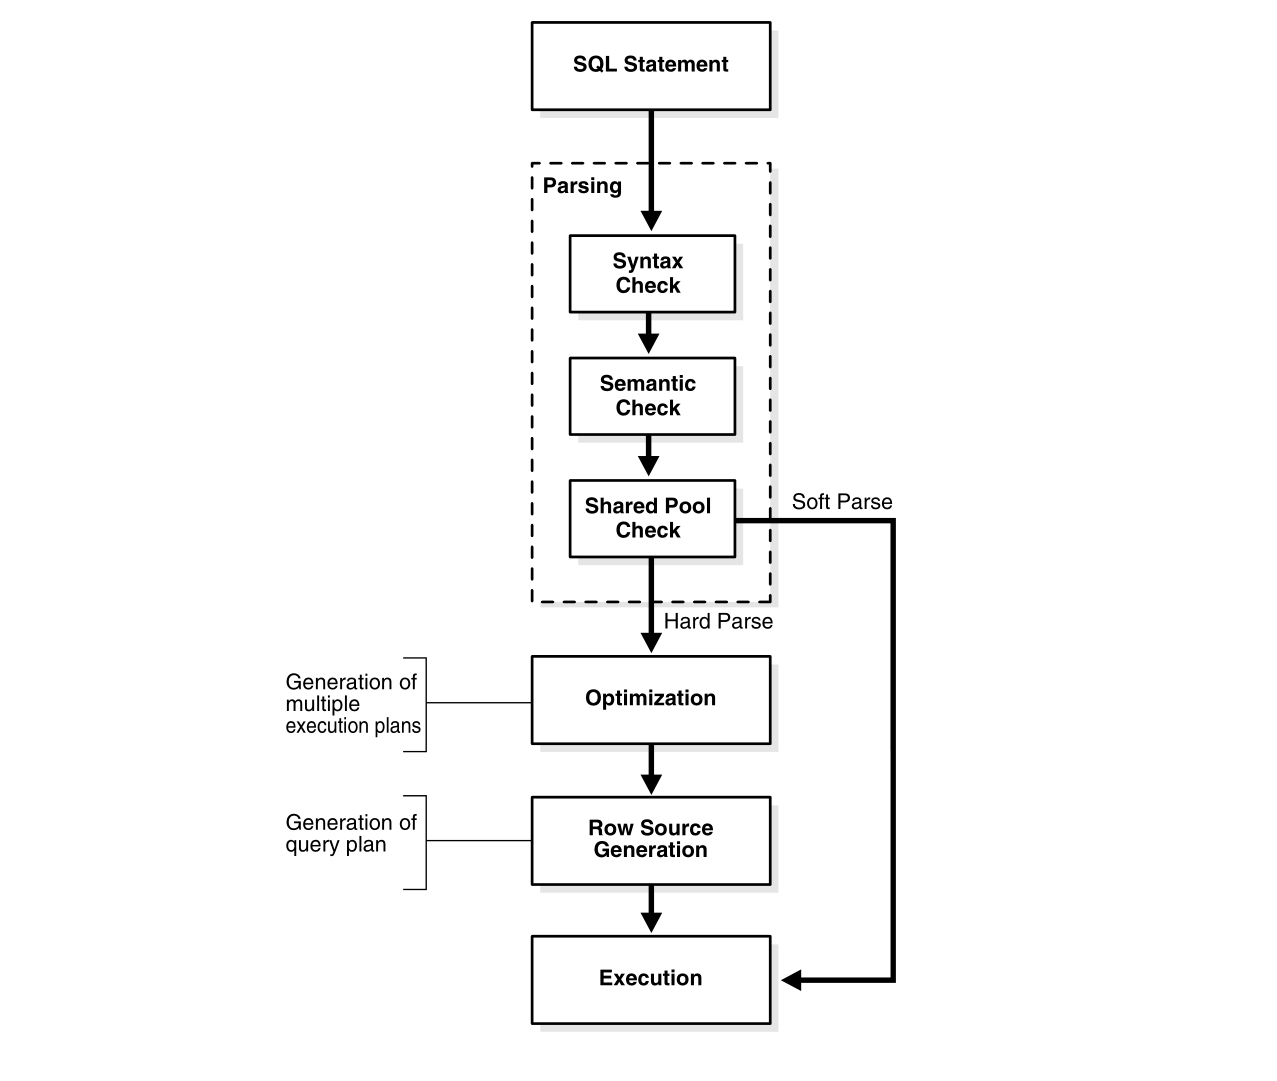 SQL Statement
Parsing
Syntax
Check
Semantic
Check
Shared Pool
Check
Soft Parse
Hard Parse
Generation of
multiple
execution plans
Optimization
Generation of
query plan
Row Source
Generation
Execution